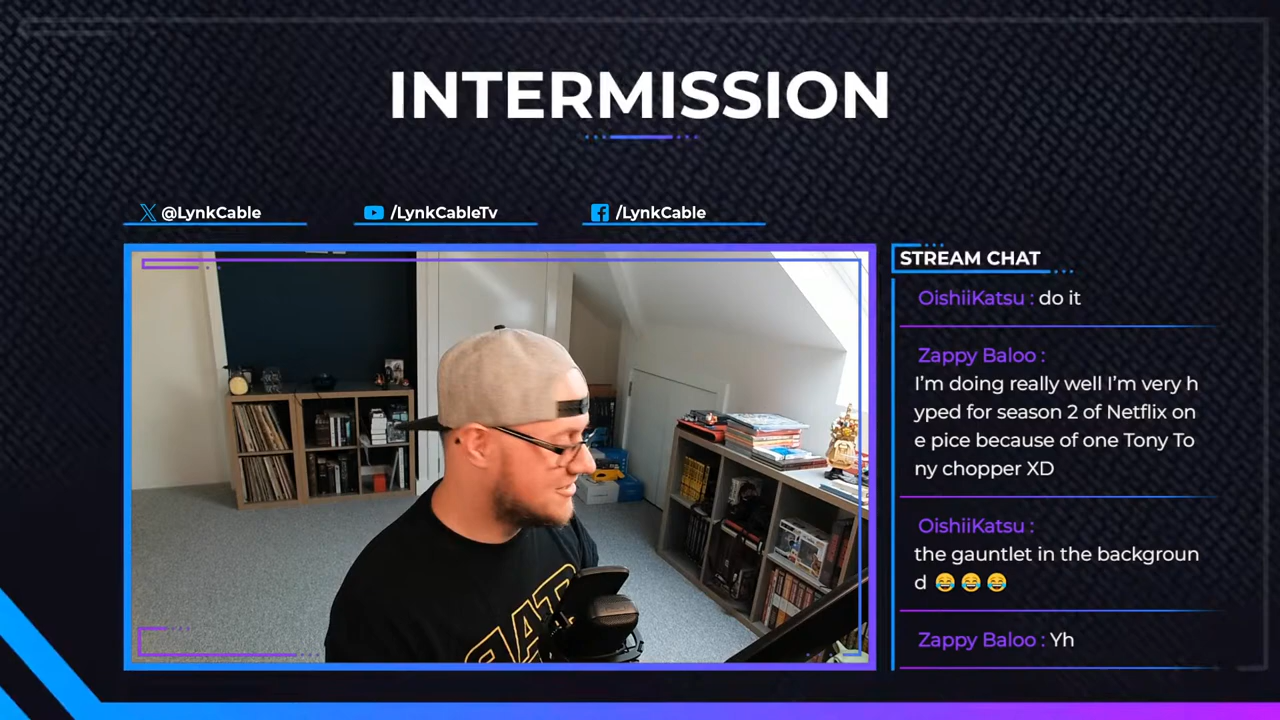 INTERMISSION
@LynkCable
/LynkCableTv
/LynkCable
STREAM CHAT
OishiiKatsu : do it
Zappy Baloo :
I'm doing really well I'm very h
yped for season 2 of Netflix on
e pice because of one Tony To
ny chopper XD
OishiiKatsu :
the gauntlet in the backgroun
d 😂 😂 😂
Zappy Baloo : Yh